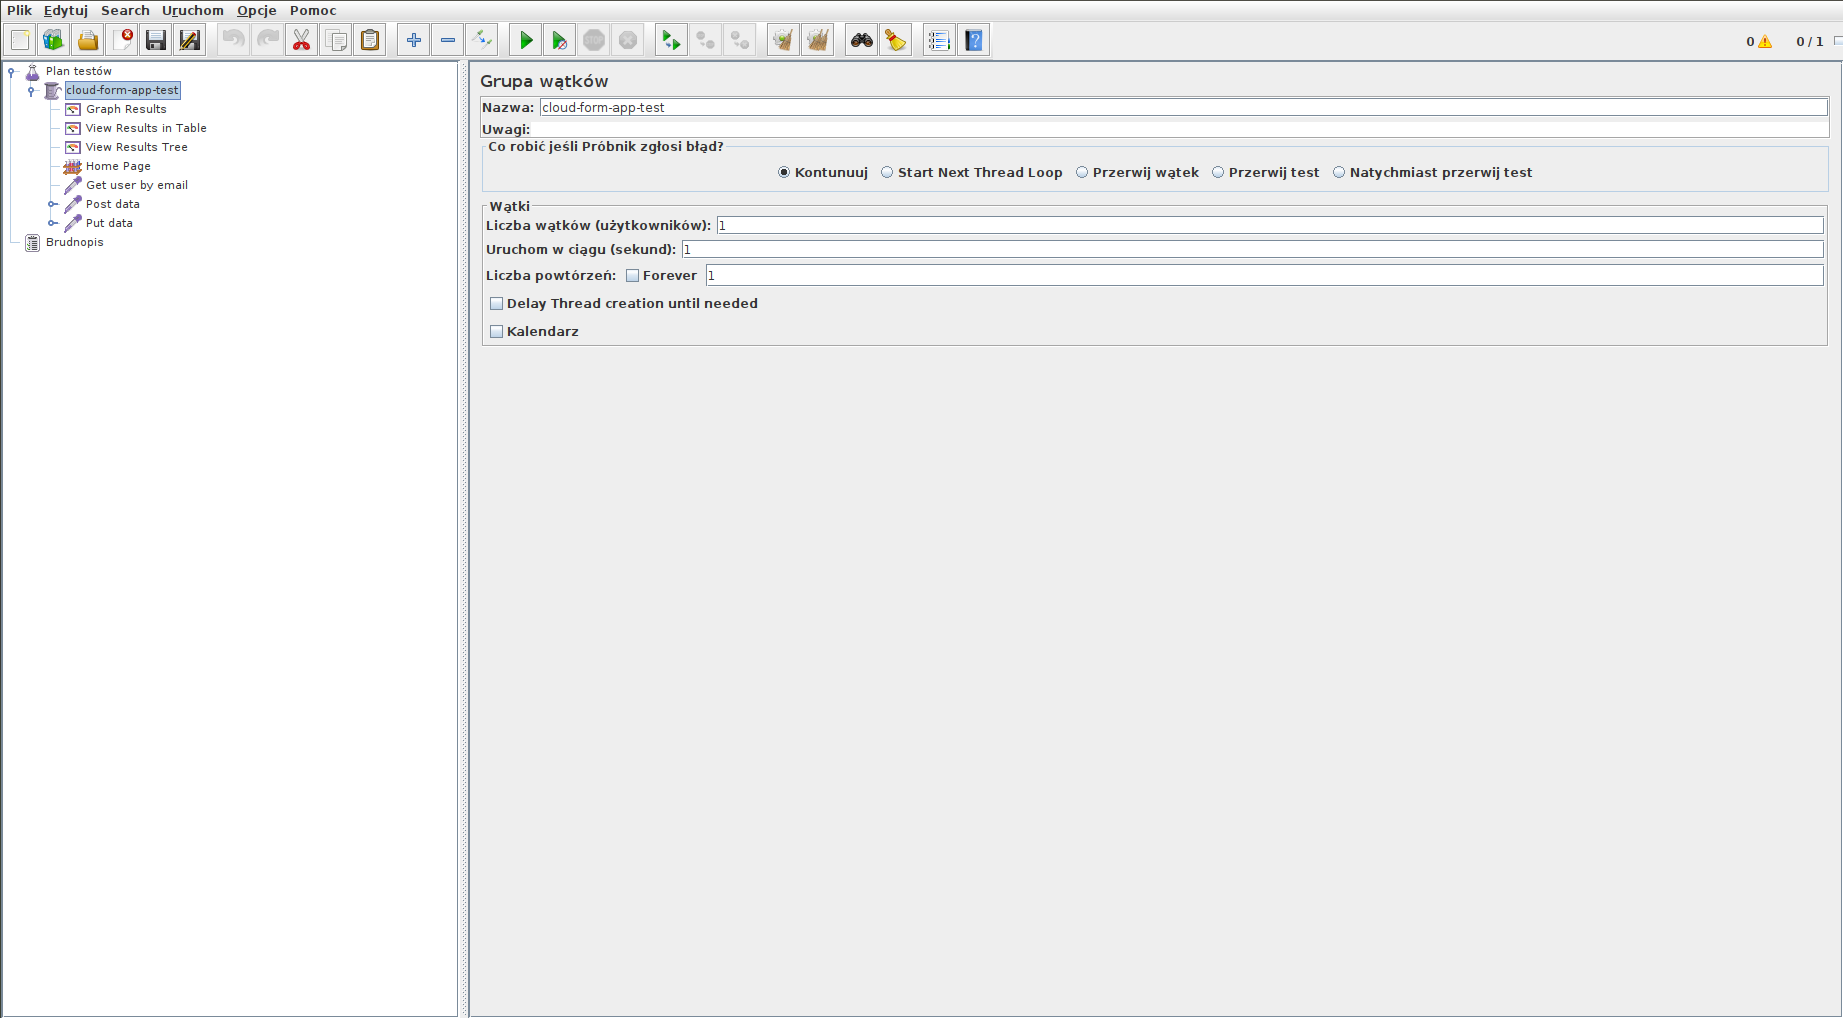 Plik Edytuj Search Uruchom Opcje Pomoc
STOP
0 0 / 1
Plan testów
cloud-form-app-test
Graph Results
View Results in Table
View Results Tree
Home Page
Get user by email
Post data
Put data
Brudnopis
Grupa wątków
Nazwa: cloud-form-app-test
Uwagi:
Co robić jeśli Próbnik zgłosi błąd?
Kontunuuj Start Next Thread Loop Przerwij wątek Przerwij test Natychmiast przerwij test
Wątki
Liczba wątków (użytkowników): 1
Uruchom w ciągu (sekund): 1
Liczba powtórzeń: Forever 1
Delay Thread creation until needed
Kalendarz